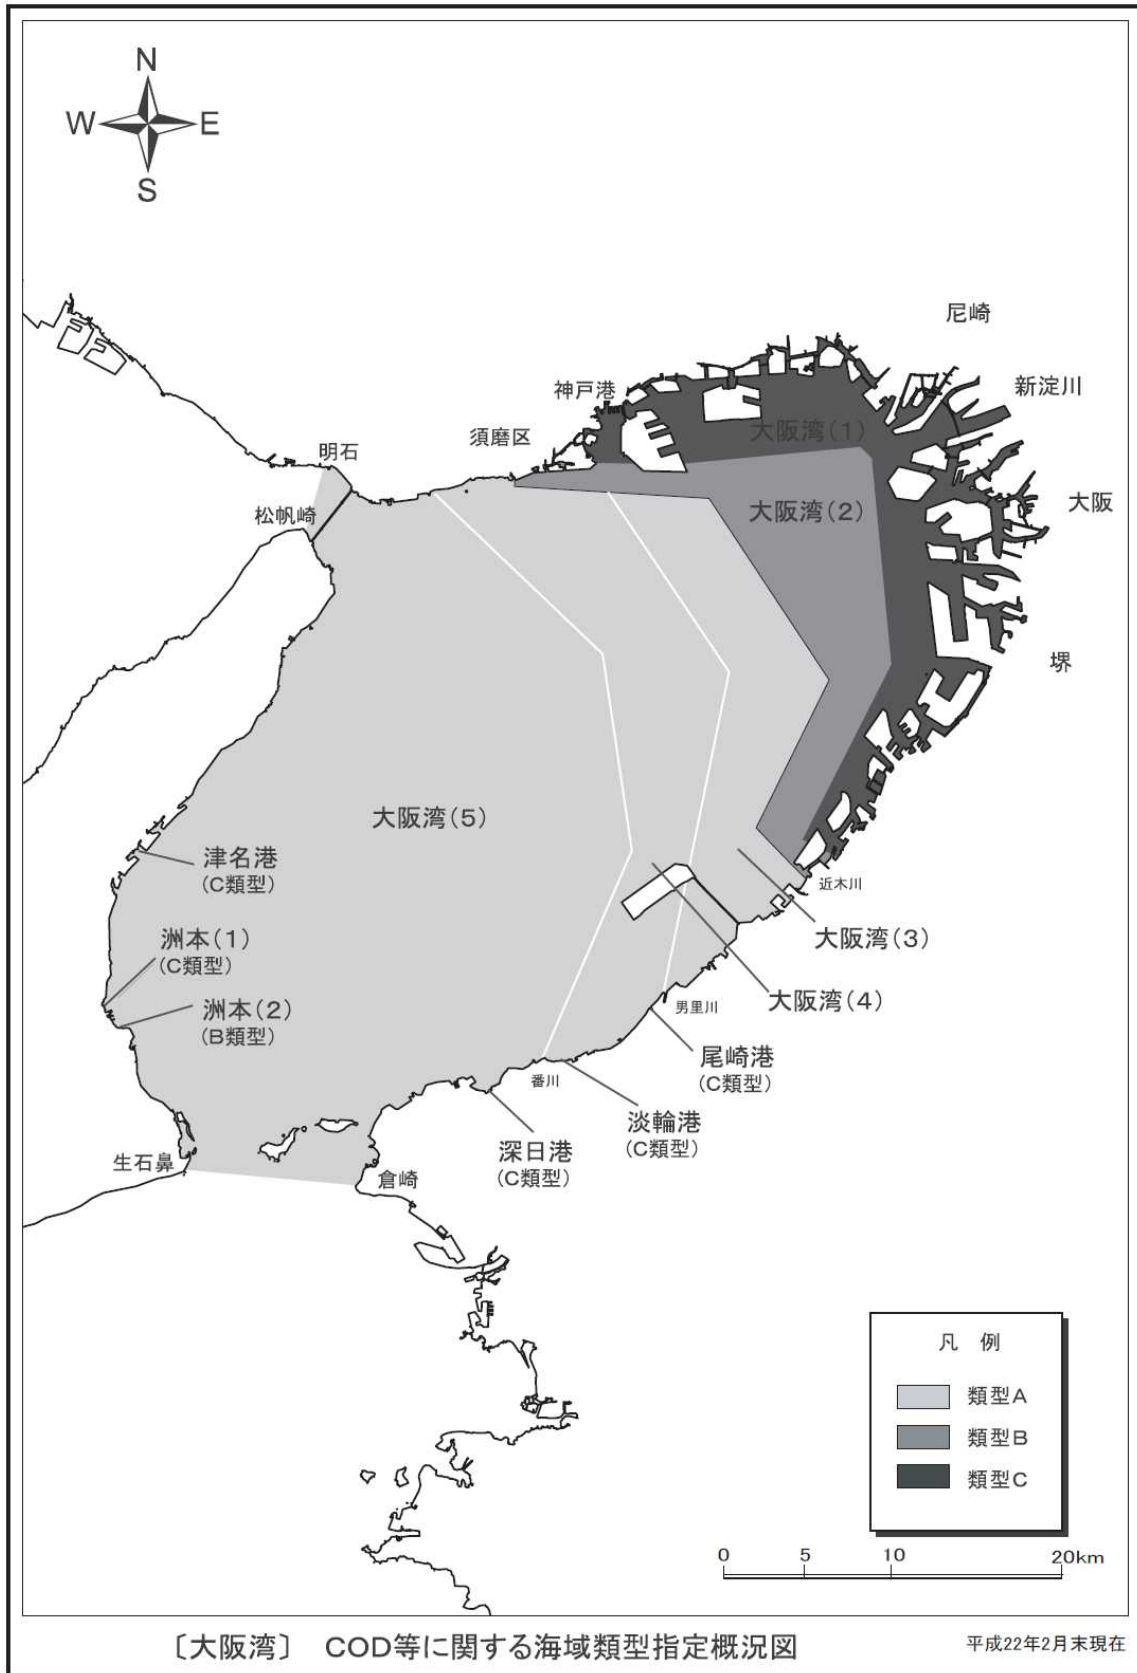 N
W E
S
尼崎
新淀川
神戸港
大阪湾(1)
須磨区
明石
松帆崎
大阪湾(2)
大阪
堺
大阪湾(5)
津名港
(C類型)
近木川
洲本(1)
(C類型)
大阪湾(3)
洲本(2)
(B類型)
大阪湾(4)
男里川
尾崎港
(C類型)
番川
淡輪港
(C類型)
深日港
(C類型)
生石鼻
倉崎
凡 例
類型A
類型B
類型C
0 5 10 20km
〔大阪湾〕 COD等に関する海域類型指定概況図
平成22年2月末現在